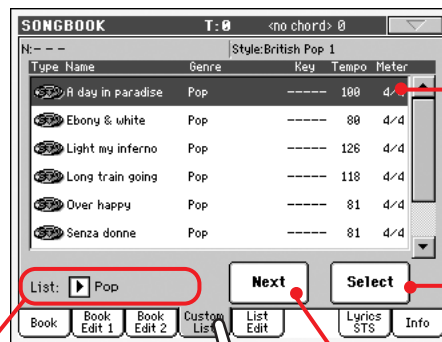 SONGBOOK T:0 <no chord> 0
N:--- Style:British Pop 1
Type Name Genre Key Tempo Meter
A day in paradise Pop ----- 100 4/4
Ebony & white Pop ----- 80 4/4
Light my inferno Pop ----- 126 4/4
Long train going Pop ----- 118 4/4
Over happy Pop ----- 81 4/4
Senza donne Pop ----- 81 4/4
List: Pop Next Select
Book Book Edit 1 Book Edit 2 Custom List List Edit Lyrics STS Info